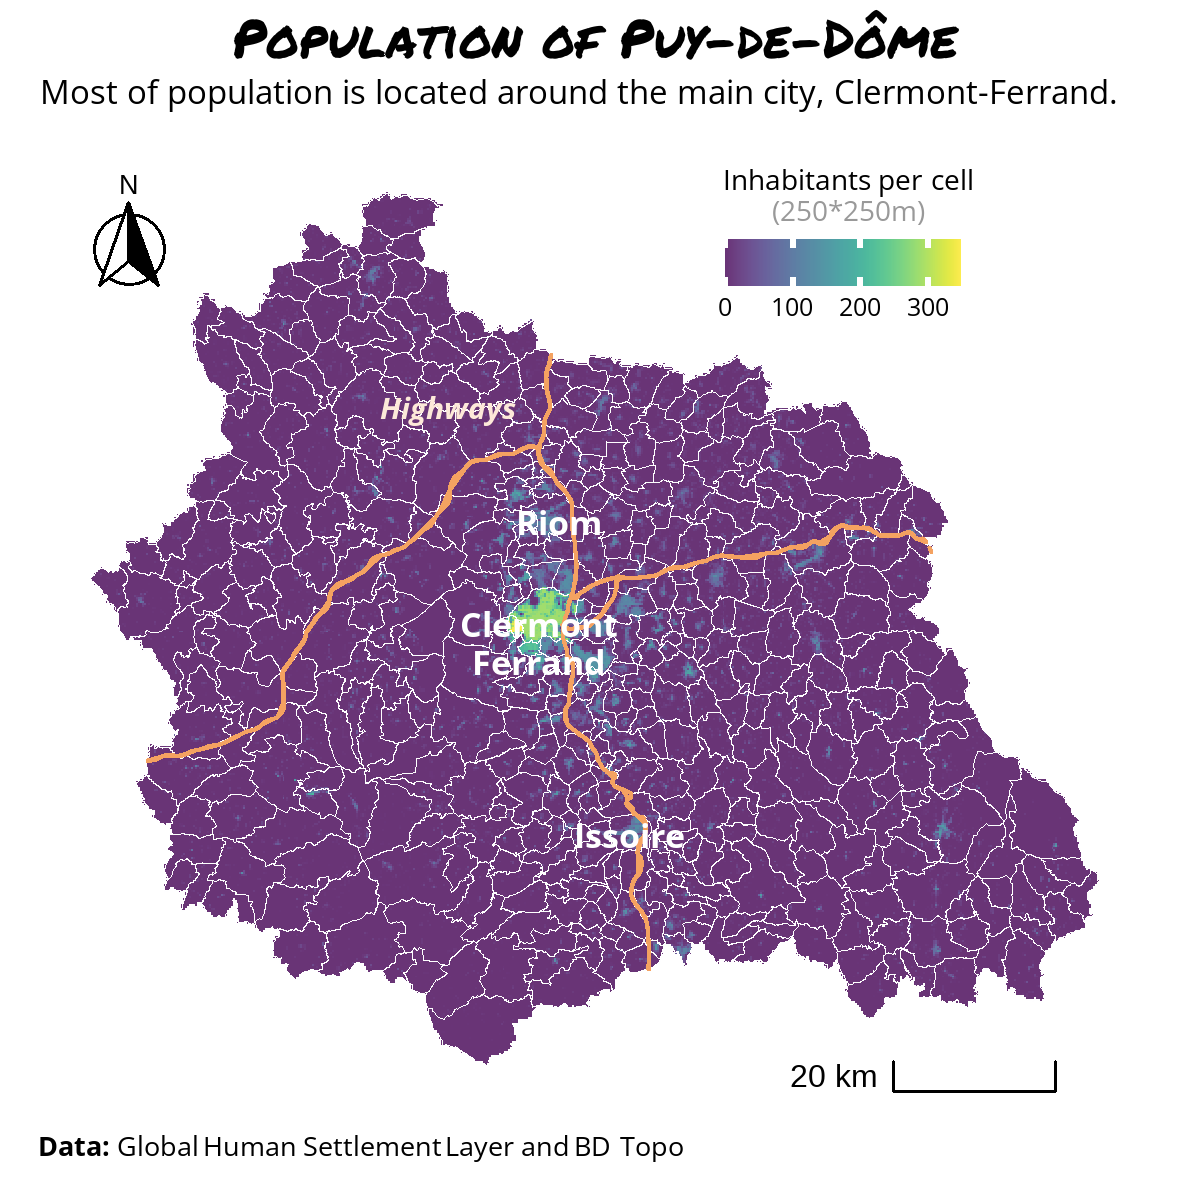 Population of Puy-de-Dôme
Most of population is located around the main city, Clermont-Ferrand.
N
Inhabitants per cell
(250*250m)
0 100 200 300
Highways
Riom
Clermont
Ferrand
Issoire
20 km
Data: Global Human Settlement Layer and BD Topo